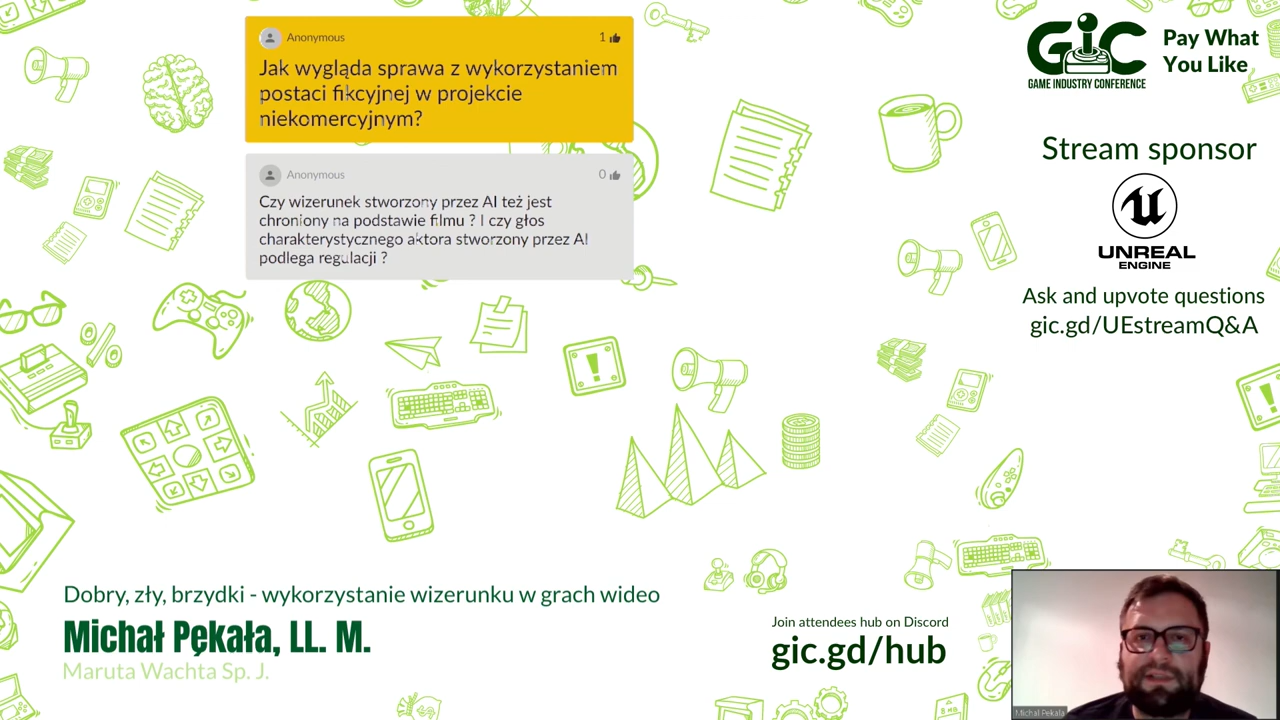 Anonymous
1
Jak wygląda sprawa z wykorzystaniem
postaci fikcyjnej w projekcie
niekomercyjnym?
Anonymous
0
Czy wizerunek stworzony przez AI też jest
chroniony na podstawie filmu ? I czy głos
charakterystycznego aktora stworzony przez AI
podlega regulacji ?
GIC
GAME INDUSTRY CONFERENCE
Pay What
You Like
Stream sponsor
UNREAL
ENGINE
Ask and upvote questions
gic.gd/UEstreamQ&A
Dobry, zły, brzydki - wykorzystanie wizerunku w grach wideo
Michał Pękała, LL. M.
Maruta Wachta Sp. J.
Join attendees hub on Discord
gic.gd/hub
Michał Pękała